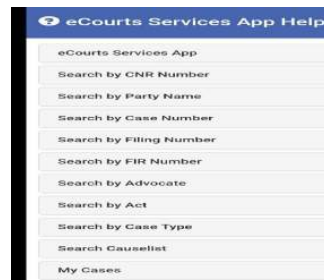 eCourts Services App Help
eCourts Services App
Search by CNR Number
Search by Party Name
Search by Case Number
Search by Filing Number
Search by FIR Number
Search by Advocate
Search by Act
Search by Case Type
Search Causelist
My Cases